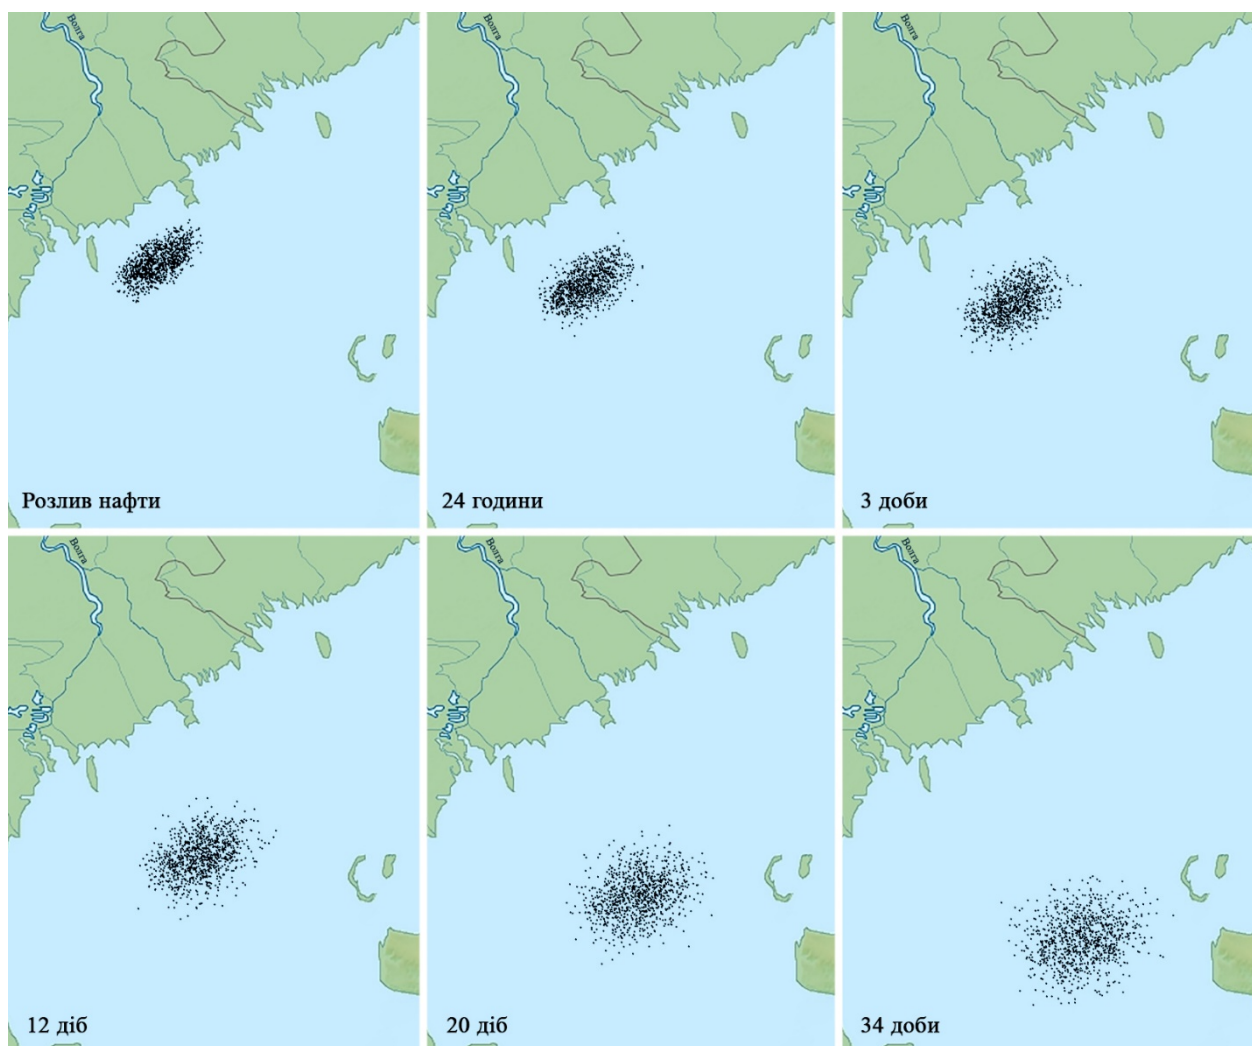 Волга
Волга
Волга
Розлив нафти
24 години
3 доби
Волга
Волга
Волга
12 діб
20 діб
34 доби